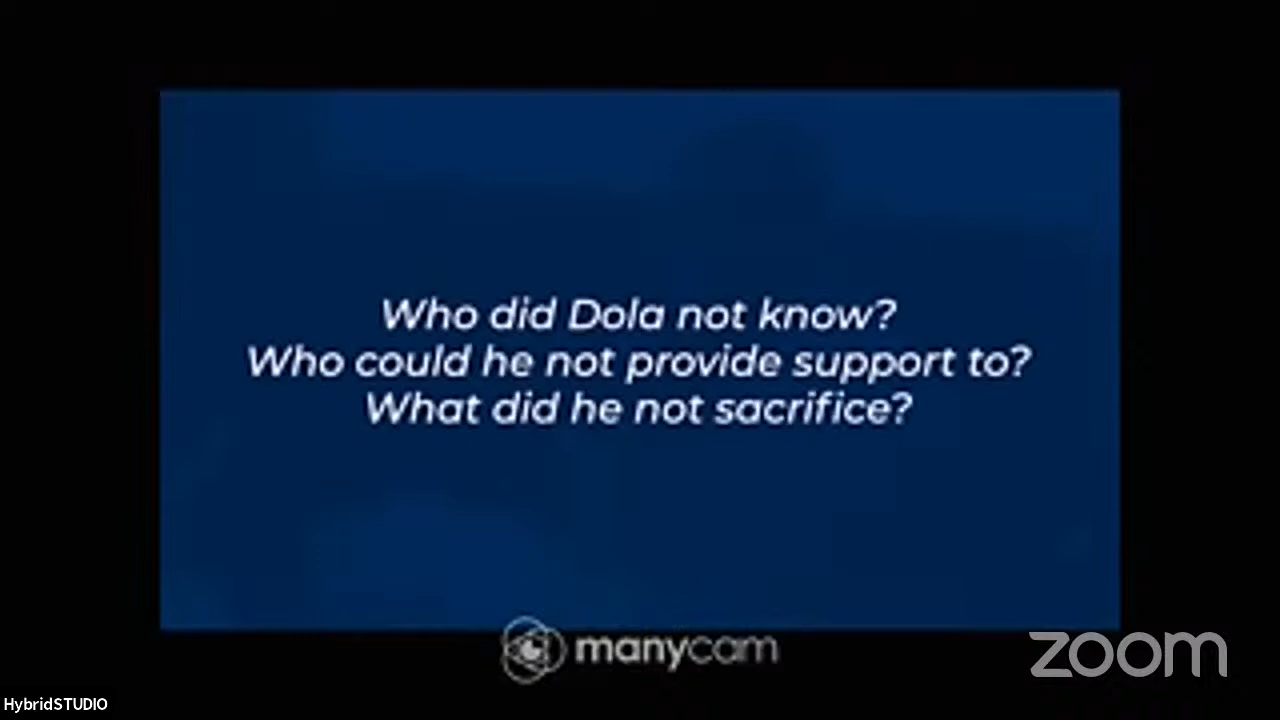 Who did Dola not know?
Who could he not provide support to?
What did he not sacrifice?
manycam
zoom
HybridSTUDIO